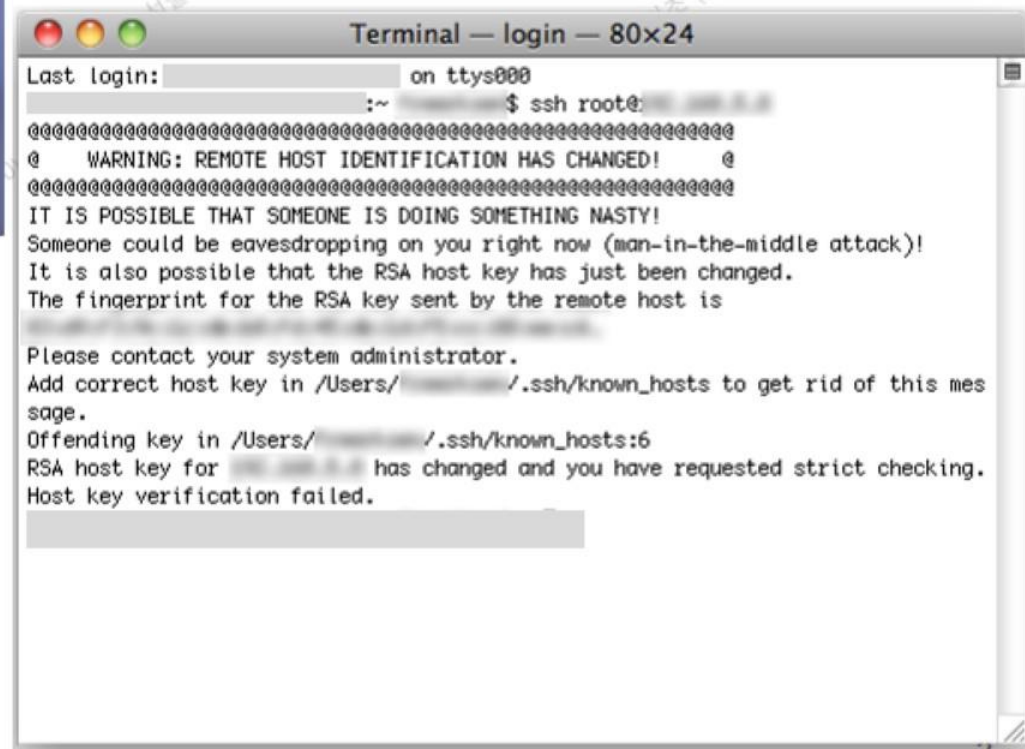 Terminal — login — 80×24
Last login: on ttys000
:~ $ ssh root@
@@@@@@@@@@@@@@@@@@@@@@@@@@@@@@@@@@@@@@@@@@@@@@@@@@@@@@@@@@@
@ WARNING: REMOTE HOST IDENTIFICATION HAS CHANGED! @
@@@@@@@@@@@@@@@@@@@@@@@@@@@@@@@@@@@@@@@@@@@@@@@@@@@@@@@@@@@
IT IS POSSIBLE THAT SOMEONE IS DOING SOMETHING NASTY!
Someone could be eavesdropping on you right now (man-in-the-middle attack)!
It is also possible that the RSA host key has just been changed.
The fingerprint for the RSA key sent by the remote host is
Please contact your system administrator.
Add correct host key in /Users/ /.ssh/known_hosts to get rid of this mes
sage.
Offending key in /Users/ /.ssh/known_hosts:6
RSA host key for has changed and you have requested strict checking.
Host key verification failed.